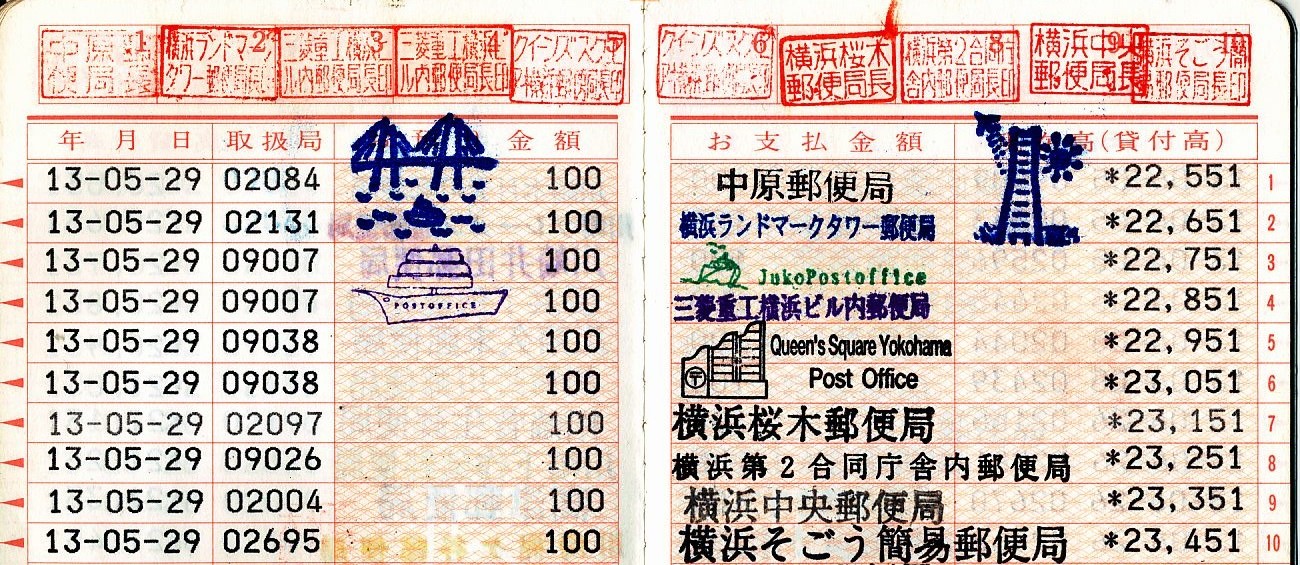 1 2 3 4 5 6 7 8 9 10
中原郵便局長
横浜ランドマークタワー郵便局長印
三菱重工横浜ビル内郵便局長印
三菱重工横浜ビル内郵便局長印
クイーンズスクエア横浜郵便局長印
クイーンズスクエア横浜郵便局長印
横浜桜木郵便局長
横浜第2合同庁舎内郵便局長印
横浜中央郵便局長
横浜そごう簡易郵便局長印
年月日 取扱局 金額 お支払金額 高(貸付高)
13-05-29 02084 100 中原郵便局 *22,551 1
13-05-29 02131 100 横浜ランドマークタワー郵便局 *22,651 2
13-05-29 09007 100 JukoPostoffice *22,751 3
13-05-29 09007 POSTOFFICE 100 三菱重工横浜ビル内郵便局 *22,851 4
13-05-29 09038 100 Queen's Square Yokohama *22,951 5
13-05-29 09038 100 〒 Post Office *23,051 6
13-05-29 02097 100 横浜桜木郵便局 *23,151 7
13-05-29 09026 100 横浜第2合同庁舎内郵便局 *23,251 8
13-05-29 02004 100 横浜中央郵便局 *23,351 9
13-05-29 02695 100 横浜そごう簡易郵便局 *23,451 10